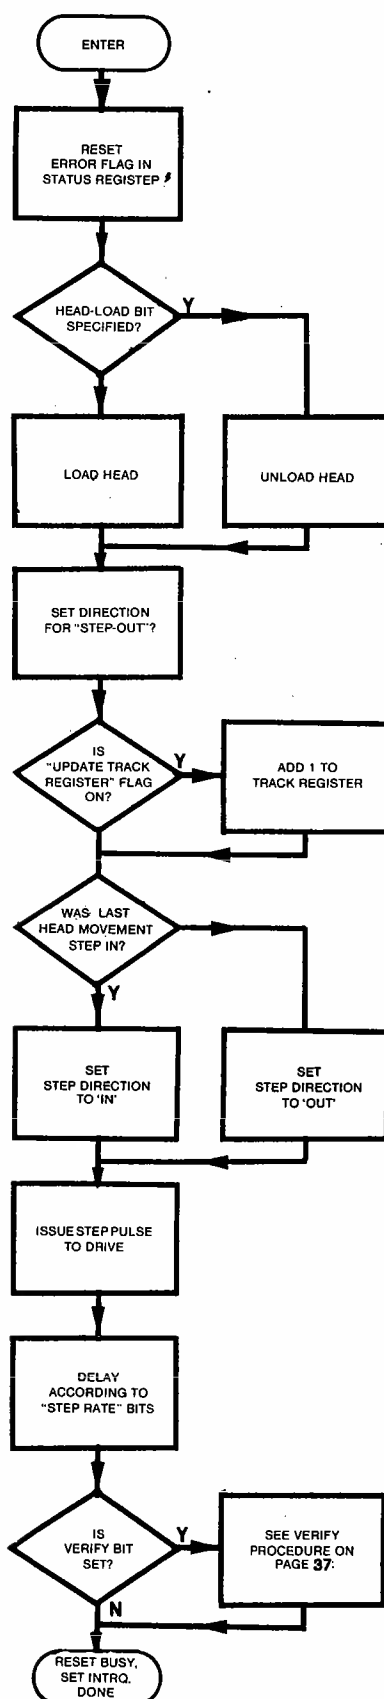 ENTER
RESET
ERROR FLAG IN
STATUS REGISTEP
HEAD-LOAD BIT
SPECIFIED?
Y
LOAD HEAD
UNLOAD HEAD
SET DIRECTION
FOR "STEP-OUT"?
IS
"UPDATE TRACK
REGISTER" FLAG
ON?
Y
ADD 1 TO
TRACK REGISTER
WAS LAST
HEAD MOVEMENT
STEP IN?
Y
SET
STEP DIRECTION
TO 'IN'
SET
STEP DIRECTION
TO 'OUT'
ISSUE STEP PULSE
TO DRIVE
DELAY
ACCORDING TO
"STEP RATE" BITS
IS
VERIFY BIT
SET?
Y
SEE VERIFY
PROCEDURE ON
PAGE 37:
N
RESET BUSY,
SET INTRQ.
DONE